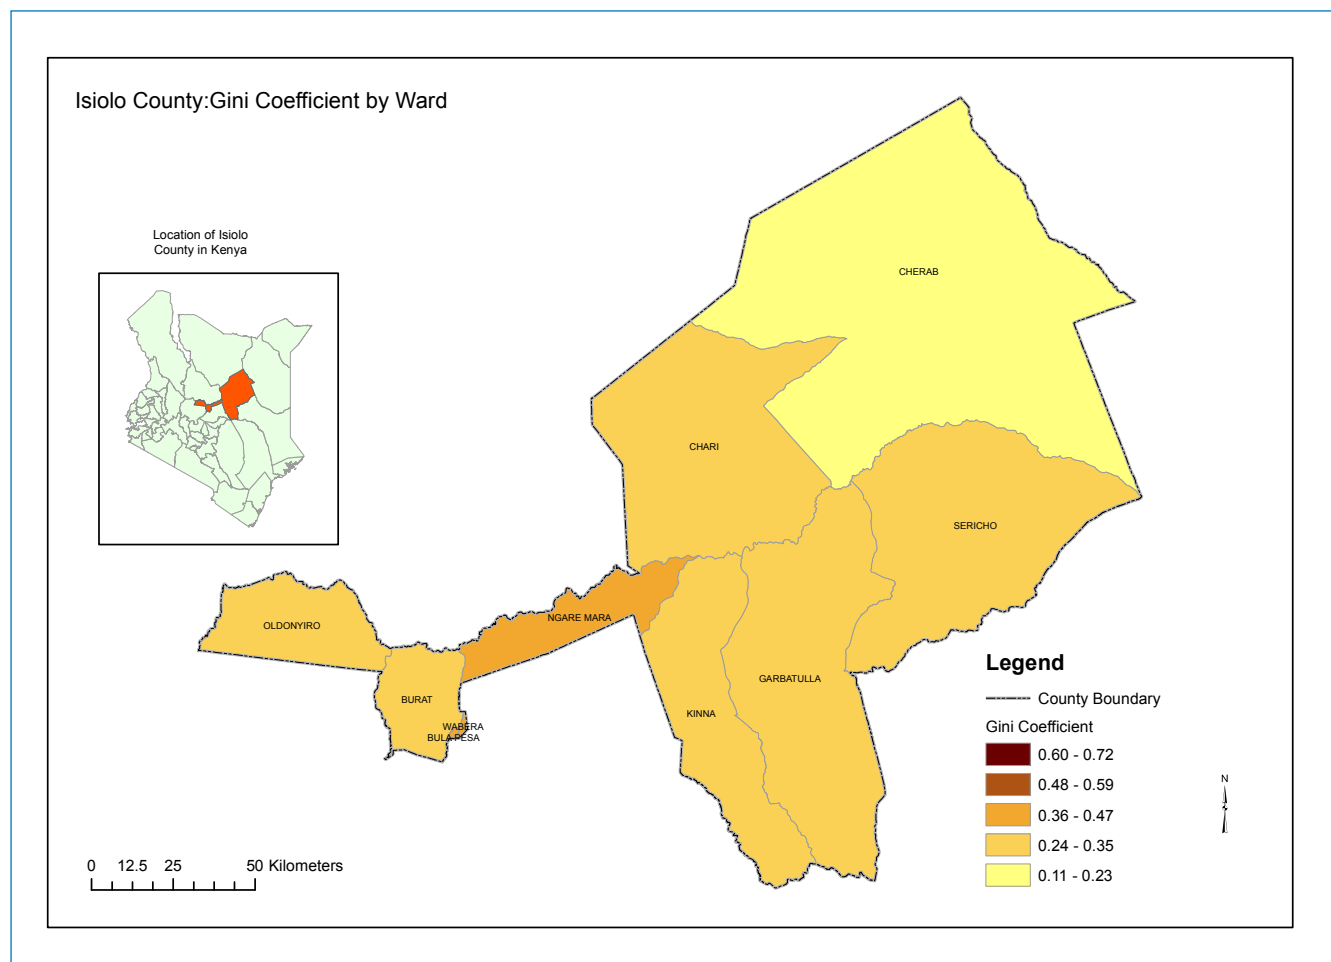 Isiolo County:Gini Coefficient by Ward
Location of Isiolo
County in Kenya
CHERAB
CHARI
SERICHO
NGARE MARA
OLDONYIRO
GARBATULLA
BURAT
KINNA
WABERA
BULA PESA
Legend
County Boundary
Gini Coefficient
0.60 - 0.72
0.48 - 0.59
0.36 - 0.47
0.24 - 0.35
0.11 - 0.23
N
0 12.5 25 50 Kilometers